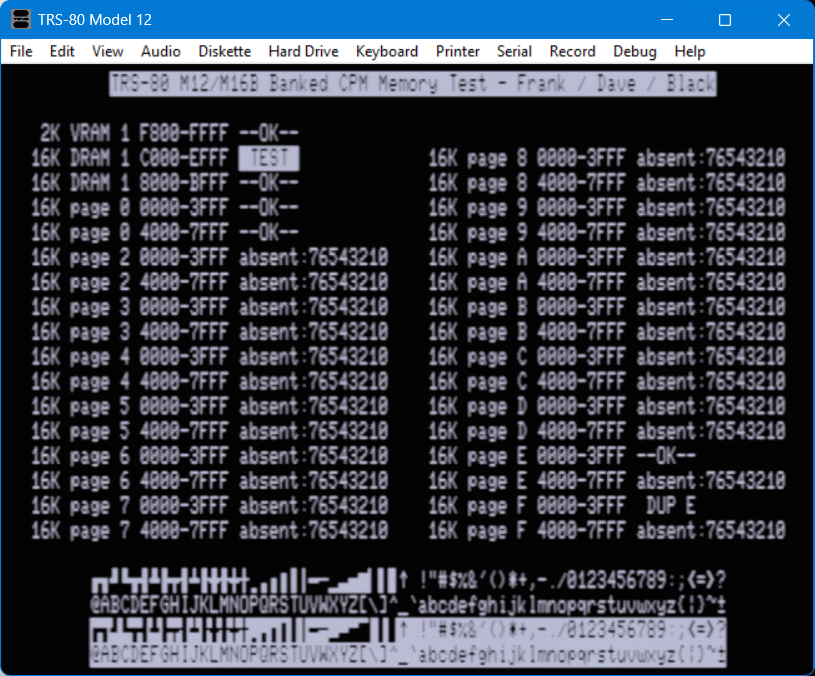 TRS-80 Model 12
File Edit View Audio Diskette Hard Drive Keyboard Printer Serial Record Debug Help
TRS-80 M12/M16B Banked CPM Memory Test - Frank / Dave / Black
2K VRAM 1 F800-FFFF --OK--
16K DRAM 1 C000-EFFF TEST 16K page 8 0000-3FFF absent:76543210
16K DRAM 1 8000-BFFF --OK-- 16K page 8 4000-7FFF absent:76543210
16K page 0 0000-3FFF --OK-- 16K page 9 0000-3FFF absent:76543210
16K page 0 4000-7FFF --OK-- 16K page 9 4000-7FFF absent:76543210
16K page 2 0000-3FFF absent:76543210 16K page A 0000-3FFF absent:76543210
16K page 2 4000-7FFF absent:76543210 16K page A 4000-7FFF absent:76543210
16K page 3 0000-3FFF absent:76543210 16K page B 0000-3FFF absent:76543210
16K page 3 4000-7FFF absent:76543210 16K page B 4000-7FFF absent:76543210
16K page 4 0000-3FFF absent:76543210 16K page C 0000-3FFF absent:76543210
16K page 4 4000-7FFF absent:76543210 16K page C 4000-7FFF absent:76543210
16K page 5 0000-3FFF absent:76543210 16K page D 0000-3FFF absent:76543210
16K page 5 4000-7FFF absent:76543210 16K page D 4000-7FFF absent:76543210
16K page 6 0000-3FFF absent:76543210 16K page E 0000-3FFF --OK--
16K page 6 4000-7FFF absent:76543210 16K page E 4000-7FFF absent:76543210
16K page 7 0000-3FFF absent:76543210 16K page F 0000-3FFF DUP E
16K page 7 4000-7FFF absent:76543210 16K page F 4000-7FFF absent:76543210
↑ !"#$%&'()*+,-./0123456789:;<=>?
@ABCDEFGHIJKLMNOPQRSTUVWXYZ[\]^_`abcdefghijklmnopqrstuvwxyz{¦}~±
↑ !"#$%&'()*+,-./0123456789:;<=>?
@ABCDEFGHIJKLMNOPQRSTUVWXYZ[\]^_`abcdefghijklmnopqrstuvwxyz{¦}~±